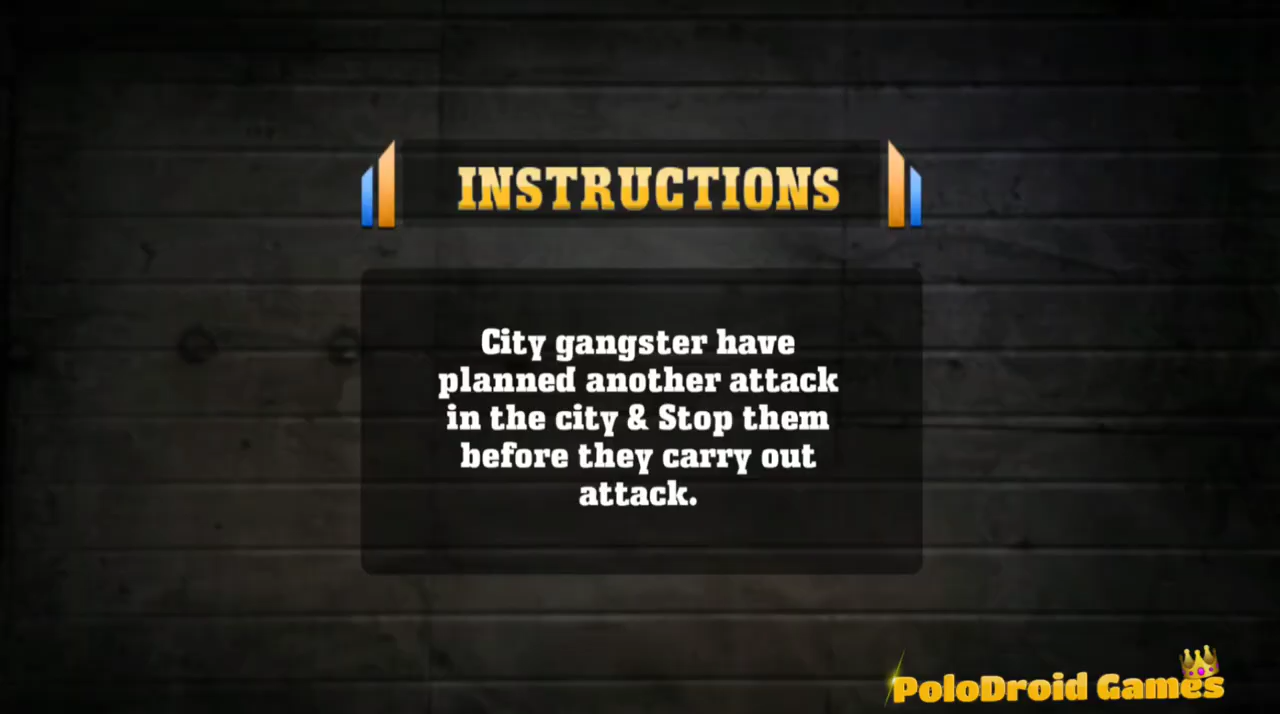 INSTRUCTIONS
City gangster have
planned another attack
in the city & Stop them
before they carry out
attack.
PoloDroid Games